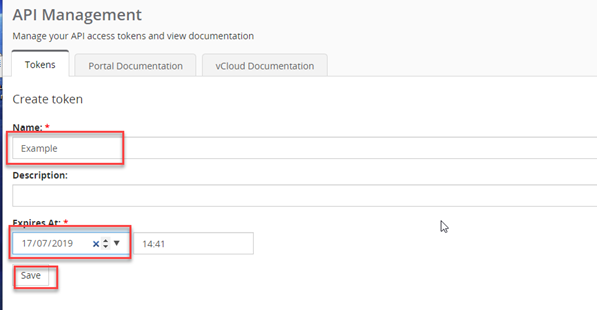 API Management
Manage your API access tokens and view documentation
Tokens Portal Documentation vCloud Documentation
Create token
Name: *
Example
Description:
Expires At: *
17/07/2019 14:41
Save